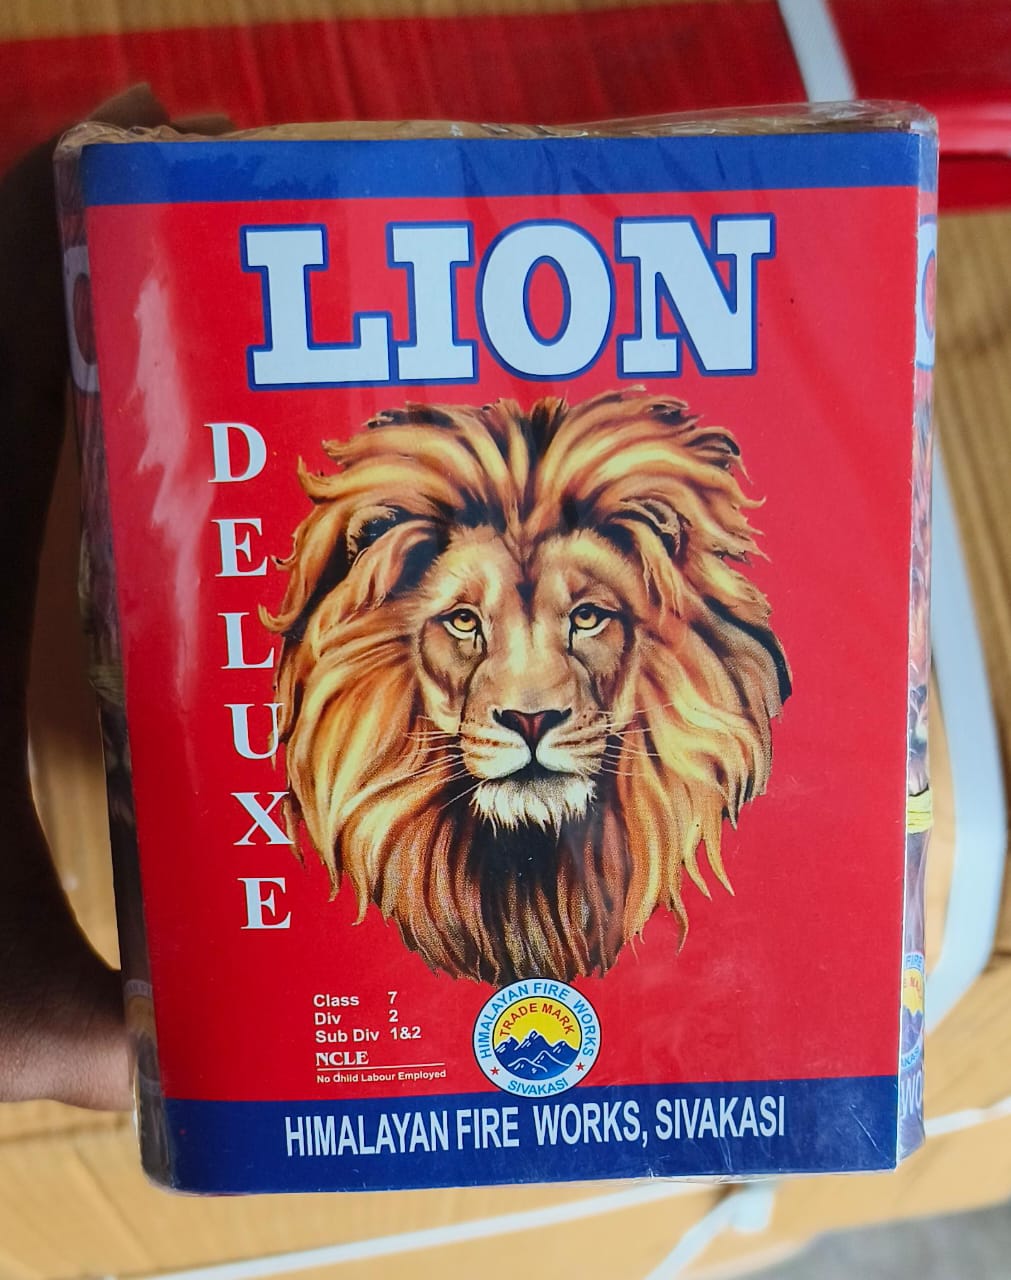 LION
DELUXE
Class 7
Div 2
Sub Div 1&2
NCLE
No Child Labour Employed
HIMALAYAN FIRE WORKS
TRADE MARK
SIVAKASI
HIMALAYAN FIRE WORKS, SIVAKASI